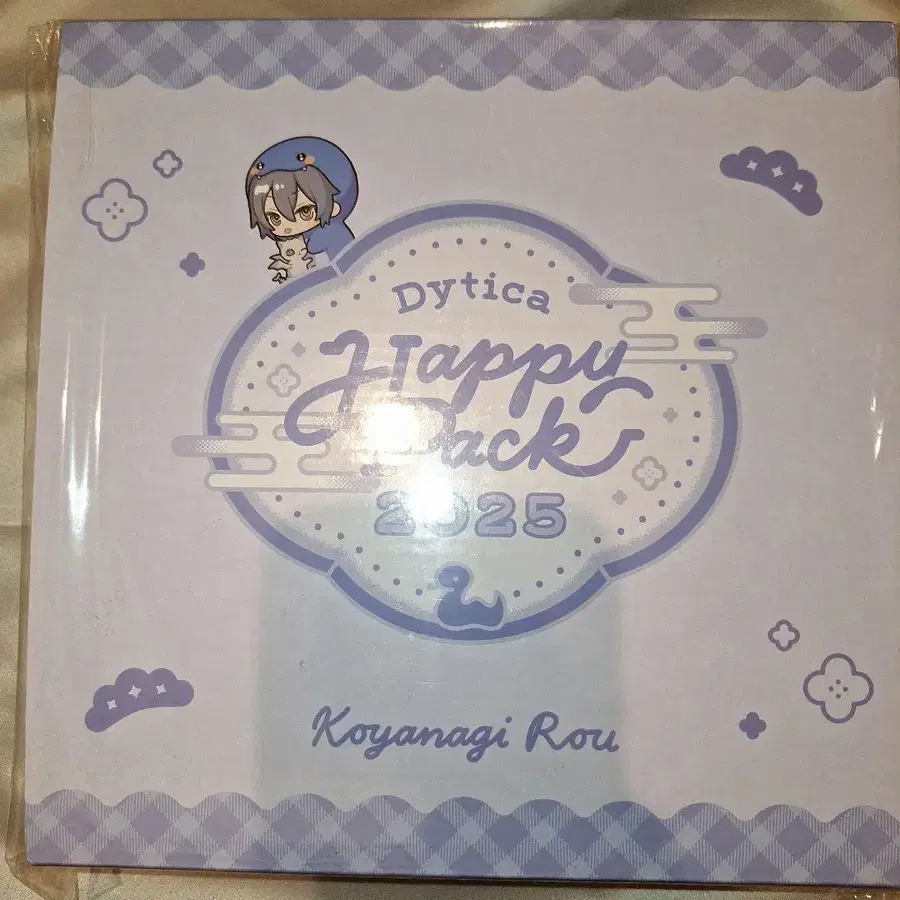 Dytica
Happy
Pack
2025
Koyanagi Rou